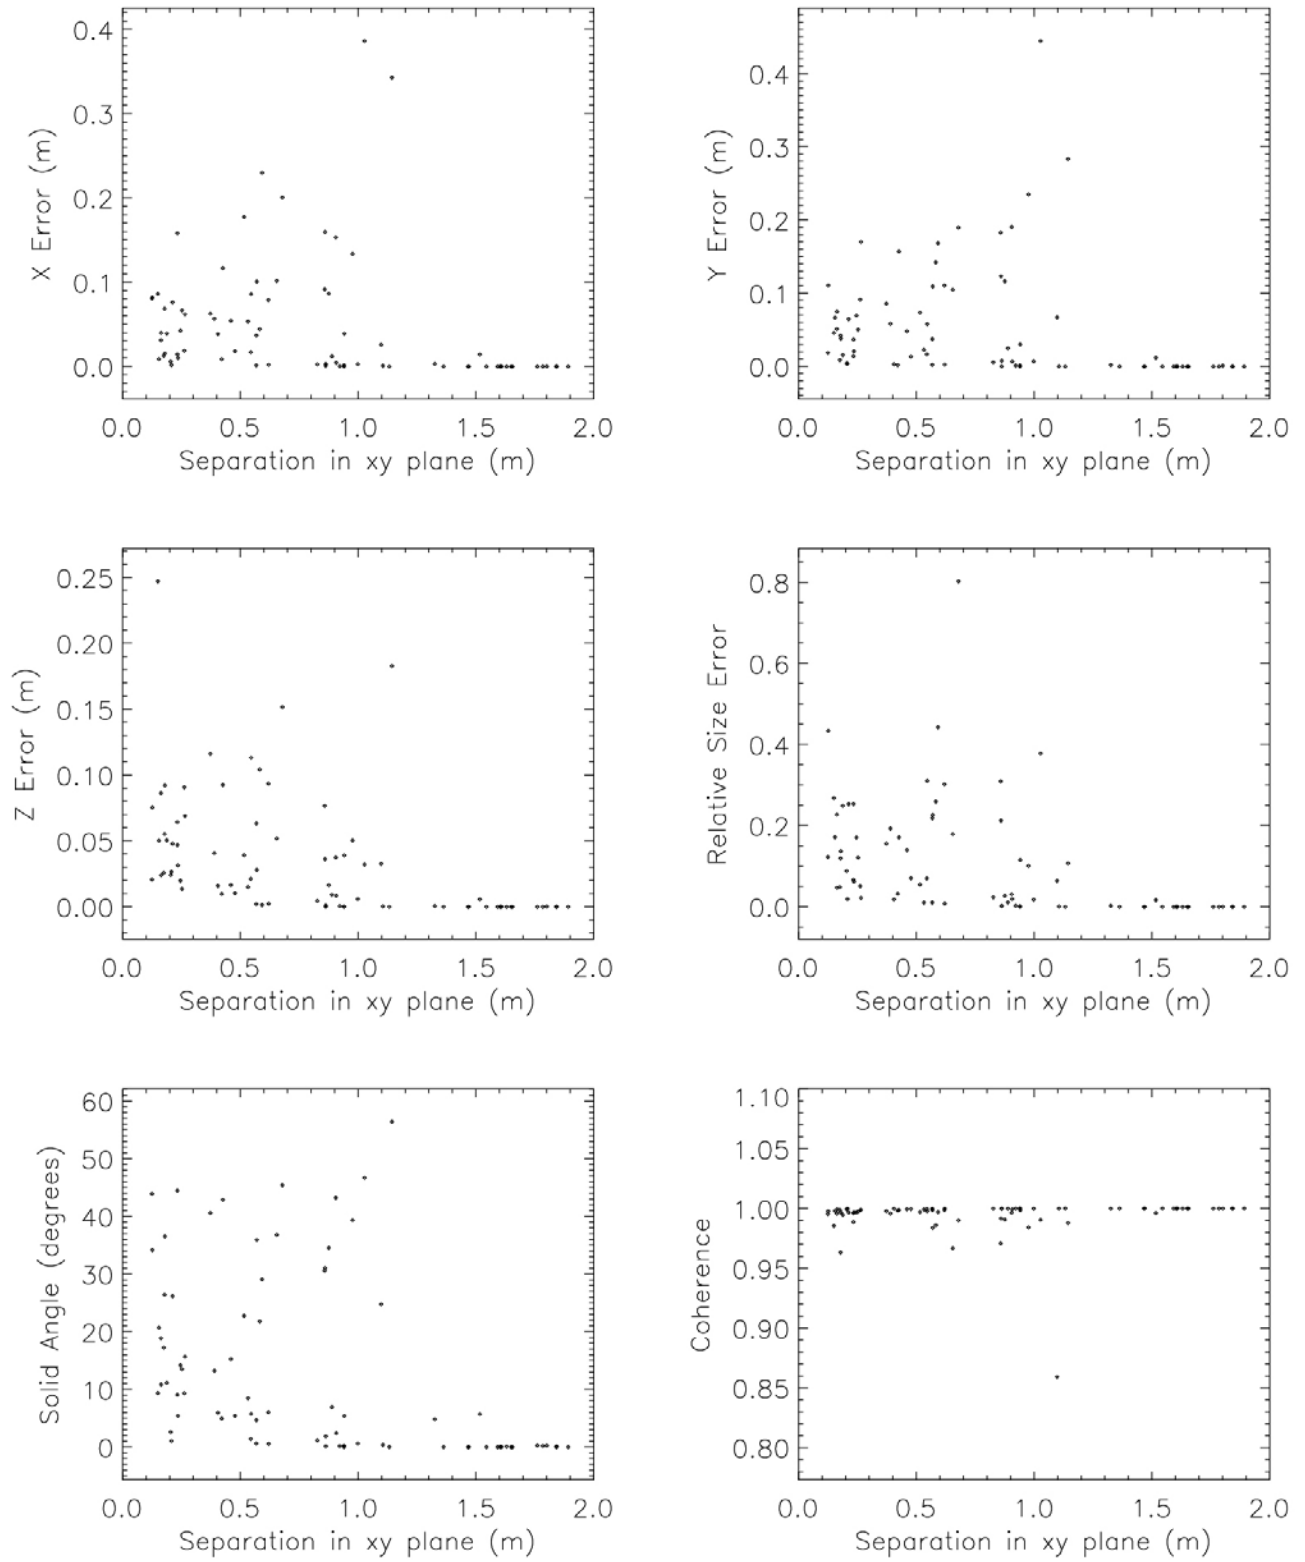 0.4
0.3
0.2
0.1
0.0
X Error (m)
0.0 0.5 1.0 1.5 2.0
Separation in xy plane (m)
0.4
0.3
0.2
0.1
0.0
Y Error (m)
0.0 0.5 1.0 1.5 2.0
Separation in xy plane (m)
0.25
0.20
0.15
0.10
0.05
0.00
Z Error (m)
0.0 0.5 1.0 1.5 2.0
Separation in xy plane (m)
0.8
0.6
0.4
0.2
0.0
Relative Size Error
0.0 0.5 1.0 1.5 2.0
Separation in xy plane (m)
60
50
40
30
20
10
0
Solid Angle (degrees)
0.0 0.5 1.0 1.5 2.0
Separation in xy plane (m)
1.10
1.05
1.00
0.95
0.90
0.85
0.80
Coherence
0.0 0.5 1.0 1.5 2.0
Separation in xy plane (m)